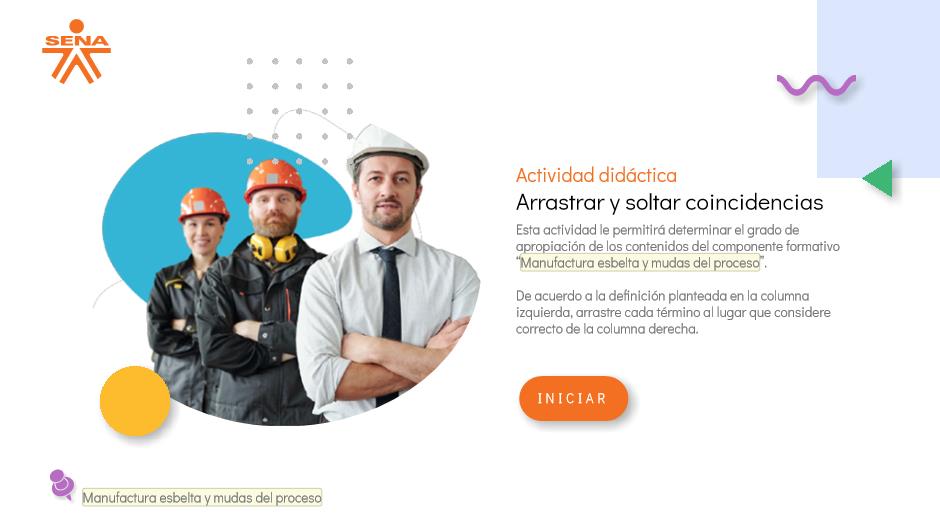 SENA
Actividad didáctica
Arrastrar y soltar coincidencias
Esta actividad le permitirá determinar el grado de
apropiación de los contenidos del componente formativo
“Manufactura esbelta y mudas del proceso”.
De acuerdo a la definición planteada en la columna
izquierda, arrastre cada término al lugar que considere
correcto de la columna derecha.
INICIAR
Manufactura esbelta y mudas del proceso